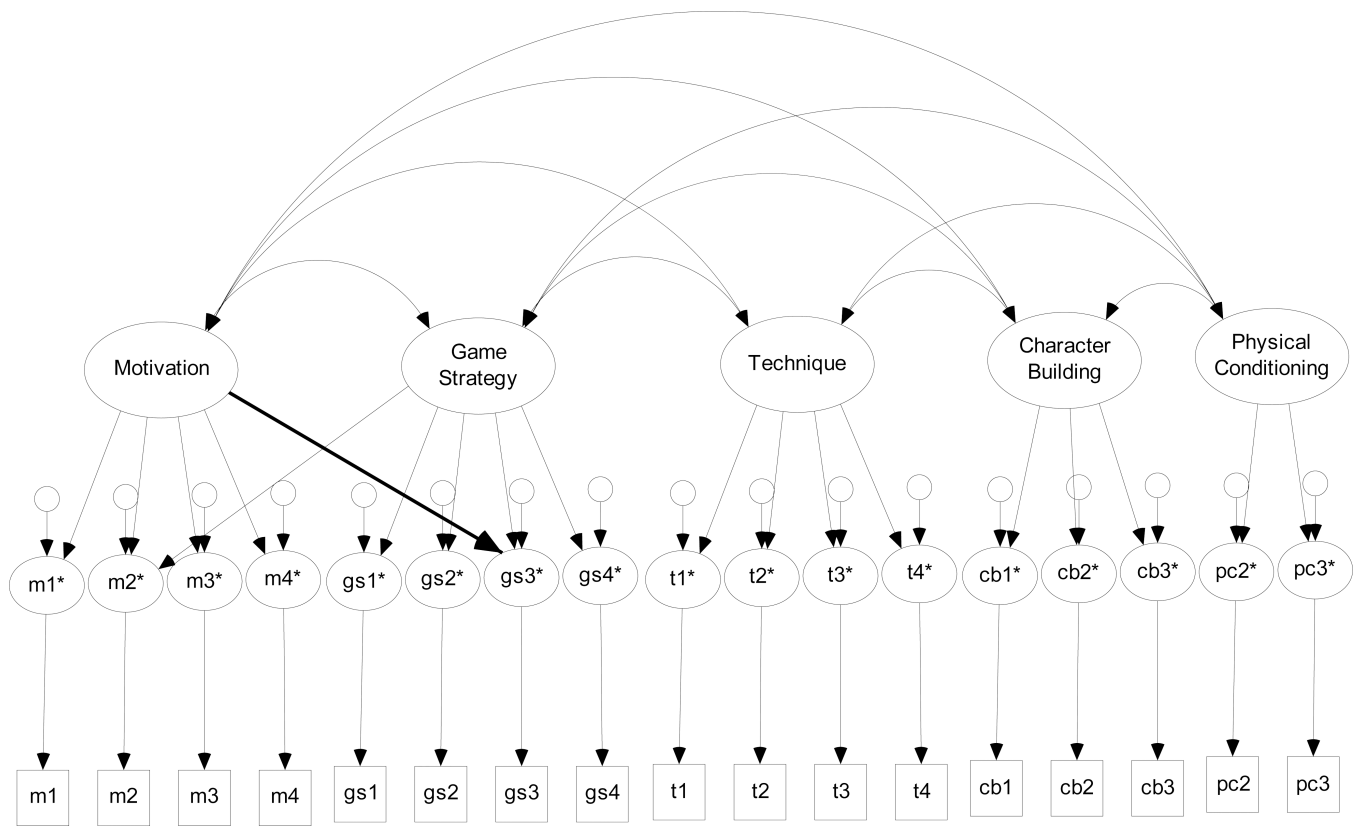 Motivation
Game
Strategy
Technique
Character
Building
Physical
Conditioning
m1*
m2*
m3*
m4*
gs1*
gs2*
gs3*
gs4*
t1*
t2*
t3*
t4*
cb1*
cb2*
cb3*
pc2*
pc3*
m1
m2
m3
m4
gs1
gs2
gs3
gs4
t1
t2
t3
t4
cb1
cb2
cb3
pc2
pc3